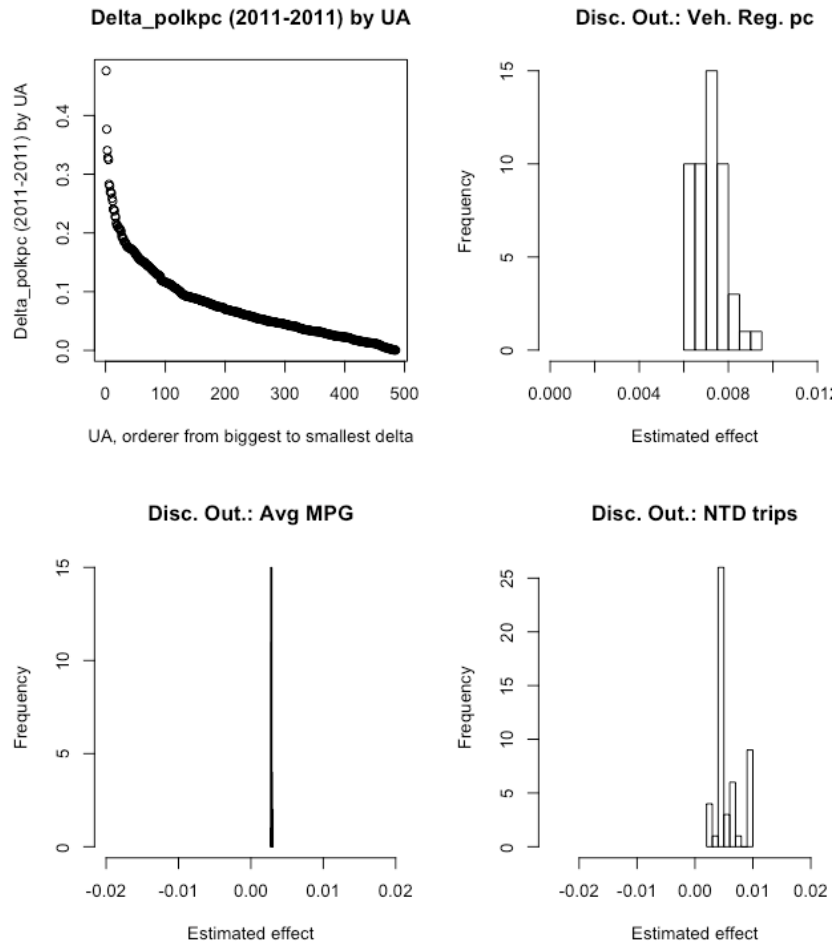 Delta_polkpc (2011-2011) by UA
Delta_polkpc (2011-2011) by UA
0.0 0.1 0.2 0.3 0.4
0 100 200 300 400 500
UA, orderer from biggest to smallest delta
Disc. Out.: Veh. Reg. pc
Frequency
0 5 10 15
0.000 0.004 0.008 0.012
Estimated effect
Disc. Out.: Avg MPG
Frequency
0 5 10 15
-0.02 -0.01 0.00 0.01 0.02
Estimated effect
Disc. Out.: NTD trips
Frequency
0 5 10 15 20 25
-0.02 -0.01 0.00 0.01 0.02
Estimated effect